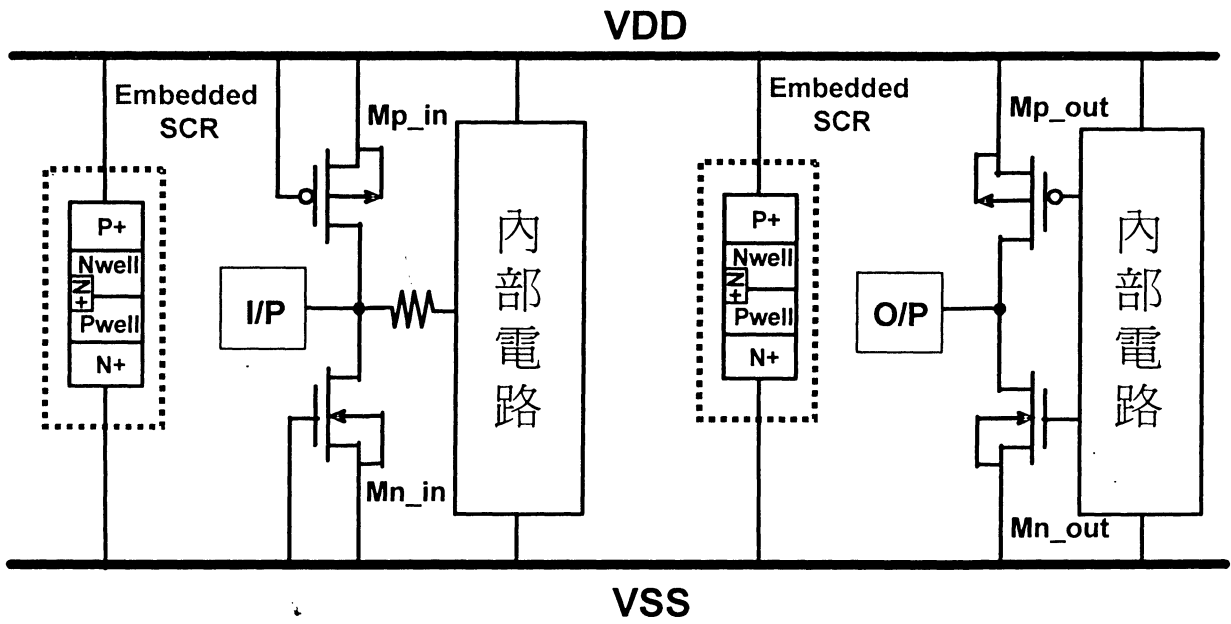 VDD
Embedded
SCR
Mp_in
P+
Nwell
N+
Pwell
N+
I/P
內部電路
Mn_in
Embedded
SCR
Mp_out
P+
Nwell
N+
Pwell
N+
O/P
內部電路
Mn_out
VSS